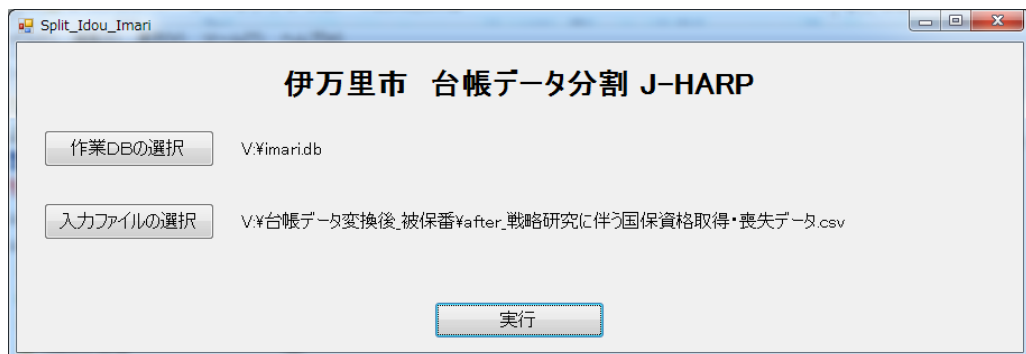 Split_Idou_Imari
伊万里市 台帳データ分割 J-HARP
作業DBの選択 V:¥imari.db
入力ファイルの選択 V:¥台帳データ変換後_被保番¥after_戦略研究に伴う国保資格取得・喪失データ.csv
実行